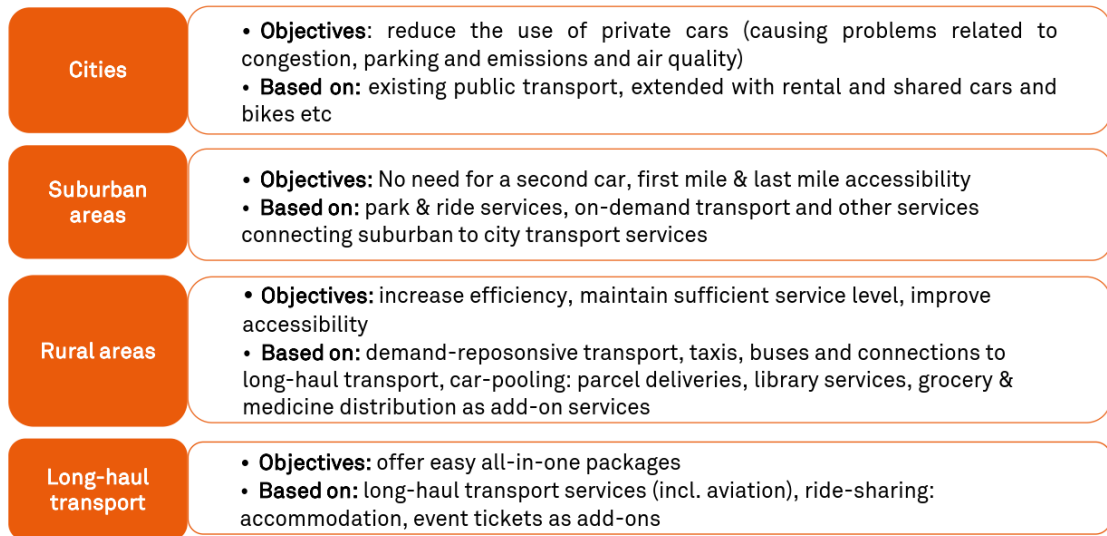 Cities
• Objectives: reduce the use of private cars (causing problems related to
congestion, parking and emissions and air quality)
• Based on: existing public transport, extended with rental and shared cars and
bikes etc
Suburban
areas
• Objectives: No need for a second car, first mile & last mile accessibility
• Based on: park & ride services, on-demand transport and other services
connecting suburban to city transport services
Rural areas
• Objectives: increase efficiency, maintain sufficient service level, improve
accessibility
• Based on: demand-reposonsive transport, taxis, buses and connections to
long-haul transport, car-pooling: parcel deliveries, library services, grocery &
medicine distribution as add-on services
Long-haul
transport
• Objectives: offer easy all-in-one packages
• Based on: long-haul transport services (incl. aviation), ride-sharing:
accommodation, event tickets as add-ons